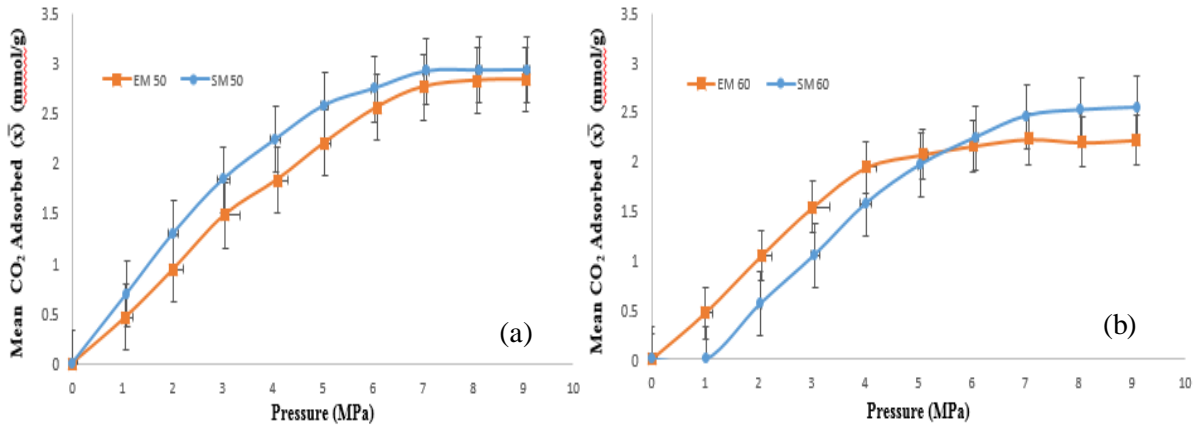 Mean CO₂ Adsorbed (x̄) (mmol/g)
3.5
3
2.5
2
1.5
1
0.5
0
EM 50 SM 50
(a)
0 1 2 3 4 5 6 7 8 9 10
Pressure (MPa)
Mean CO₂ Adsorbed (x̄) (mmol/g)
3.5
3
2.5
2
1.5
1
0.5
0
EM 60 SM 60
(b)
0 1 2 3 4 5 6 7 8 9 10
Pressure (MPa)